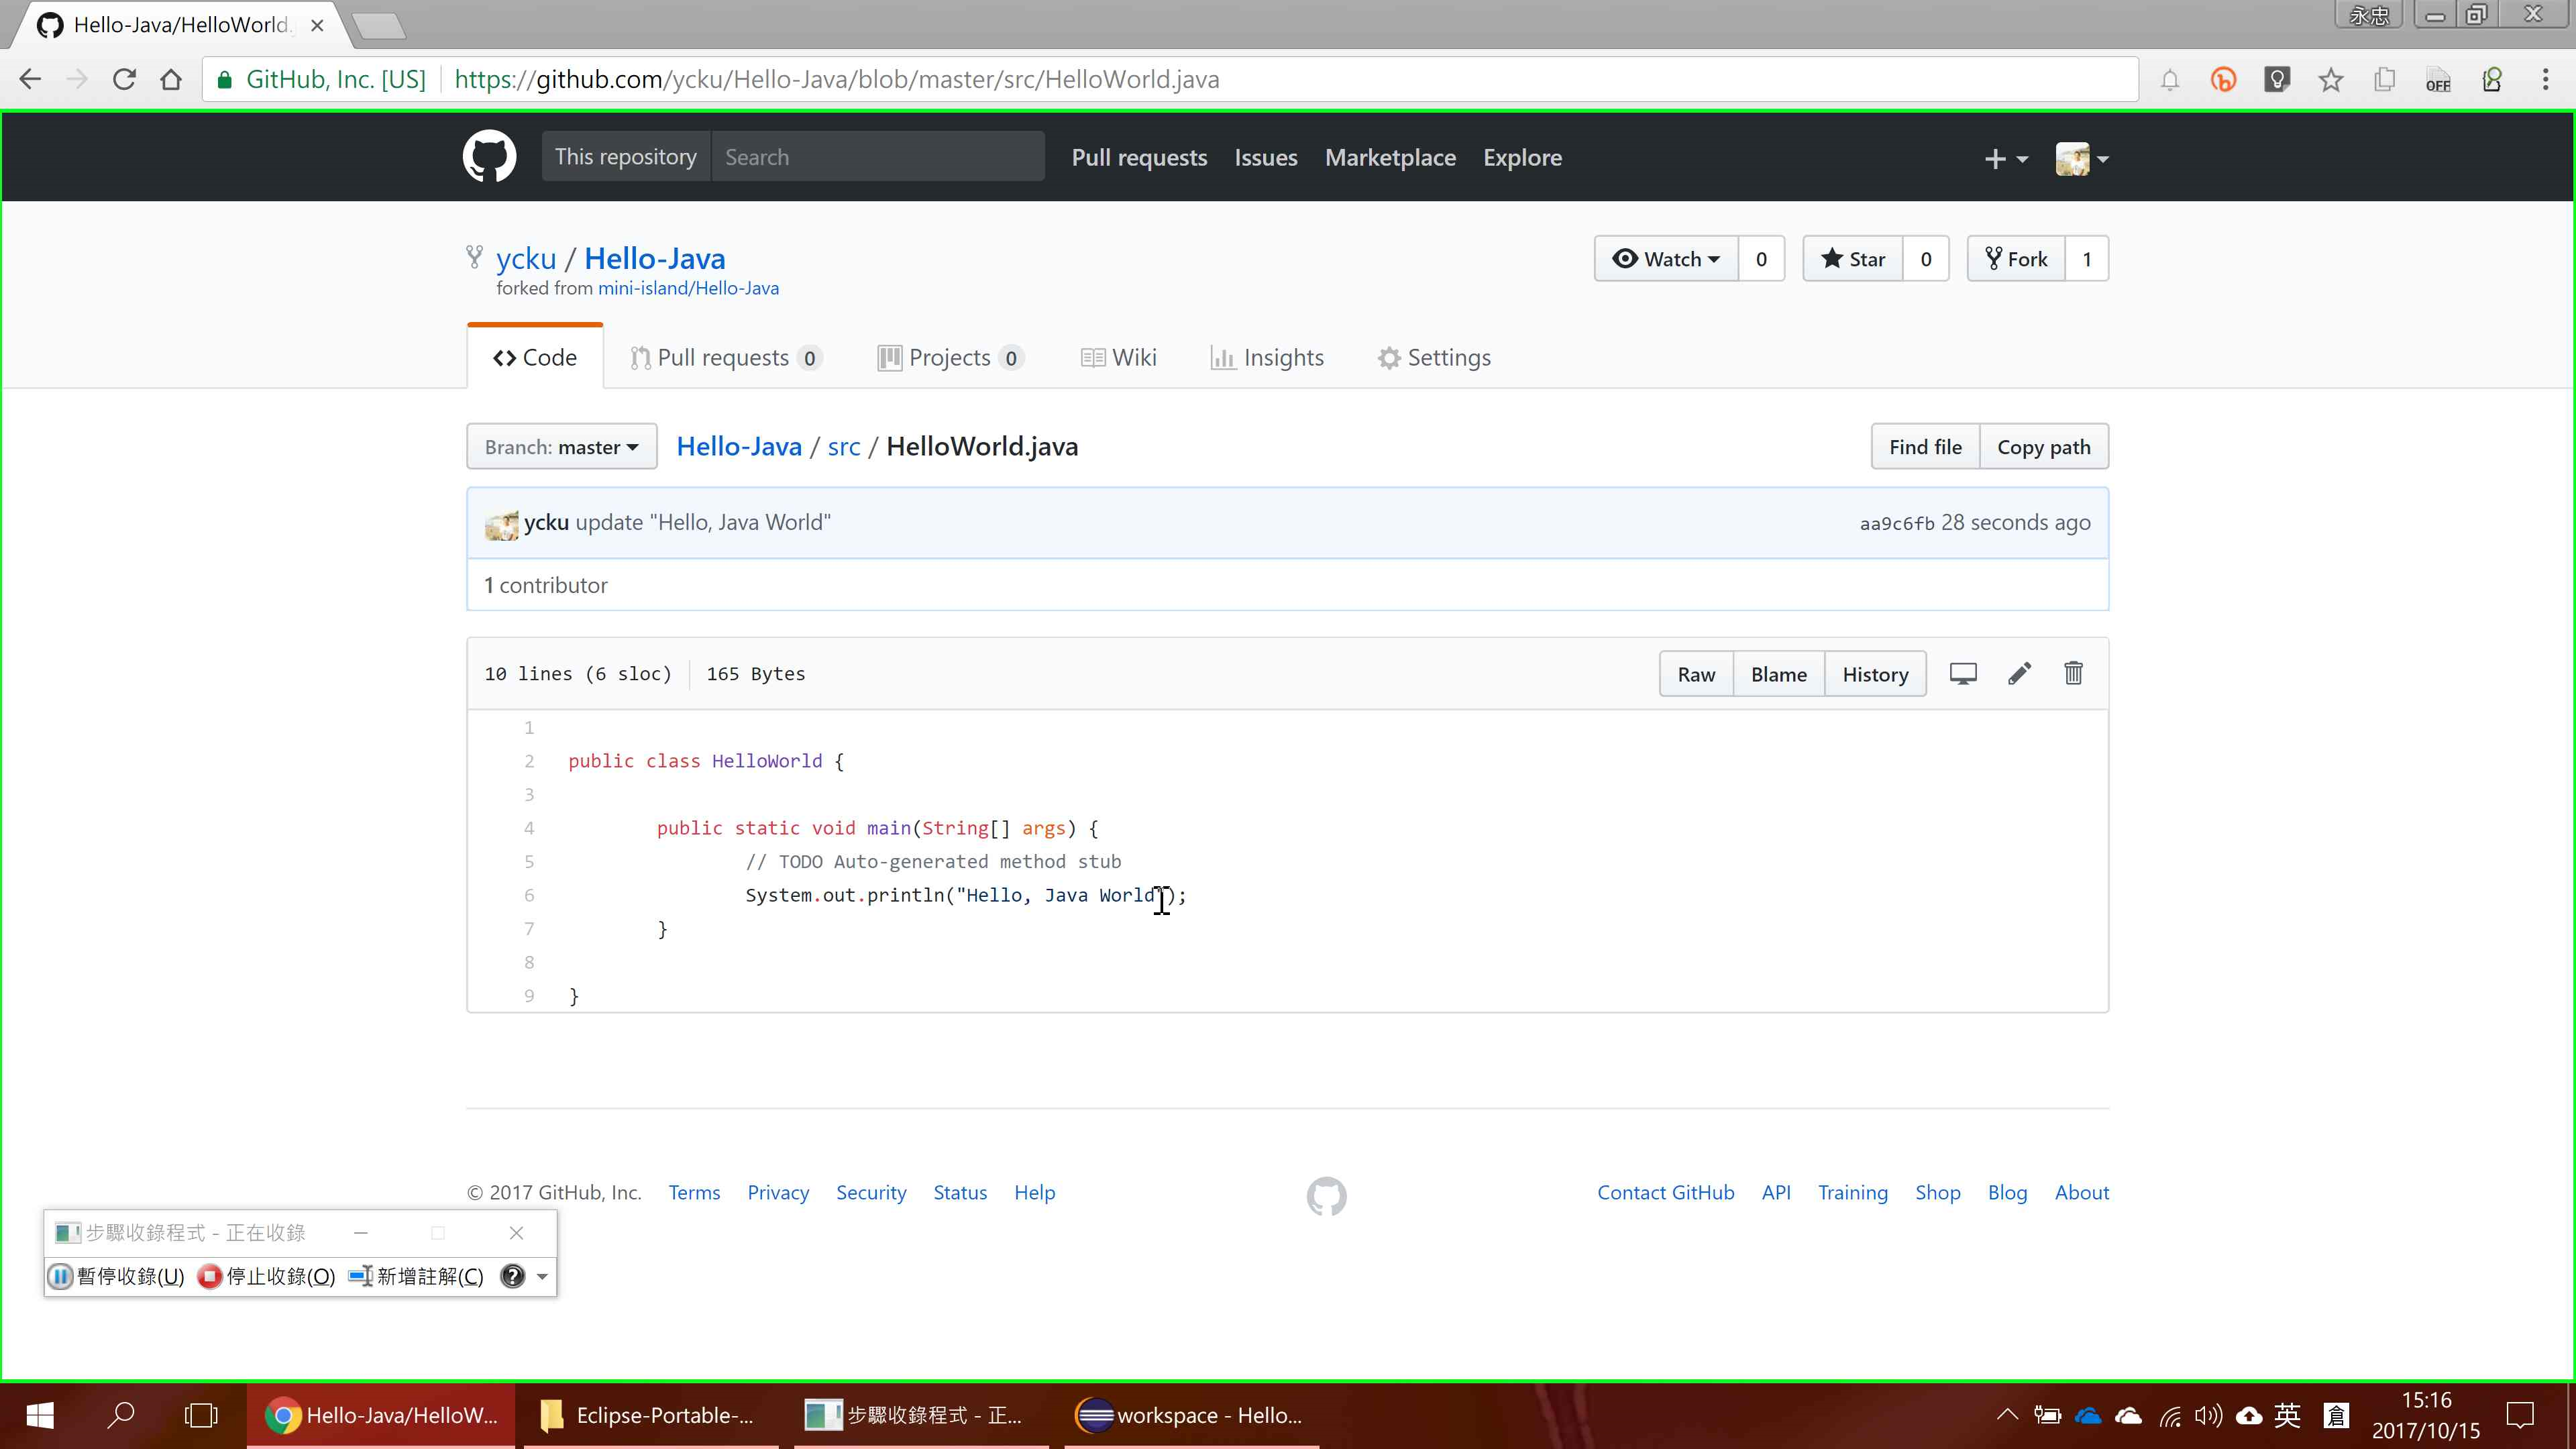 Hello-Java/HelloWorld.
永忠
GitHub, Inc. [US] https://github.com/ycku/Hello-Java/blob/master/src/HelloWorld.java
OFF
This repository Search Pull requests Issues Marketplace Explore
ycku / Hello-Java Watch 0 Star 0 Fork 1
forked from mini-island/Hello-Java
Code Pull requests 0 Projects 0 Wiki Insights Settings
Branch: master Hello-Java / src / HelloWorld.java Find file Copy path
ycku update "Hello, Java World" aa9c6fb 28 seconds ago
1 contributor
10 lines (6 sloc) 165 Bytes Raw Blame History
1
2 public class HelloWorld {
3
4 public static void main(String[] args) {
5 // TODO Auto-generated method stub
6 System.out.println("Hello, Java World");
7 }
8
9 }
© 2017 GitHub, Inc. Terms Privacy Security Status Help Contact GitHub API Training Shop Blog About
步驟收錄程式 - 正在收錄
暫停收錄(U) 停止收錄(O) 新增註解(C)
Hello-Java/HelloW... Eclipse-Portable-... 步驟收錄程式 - 正... workspace - Hello... 英 倉 15:16
2017/10/15